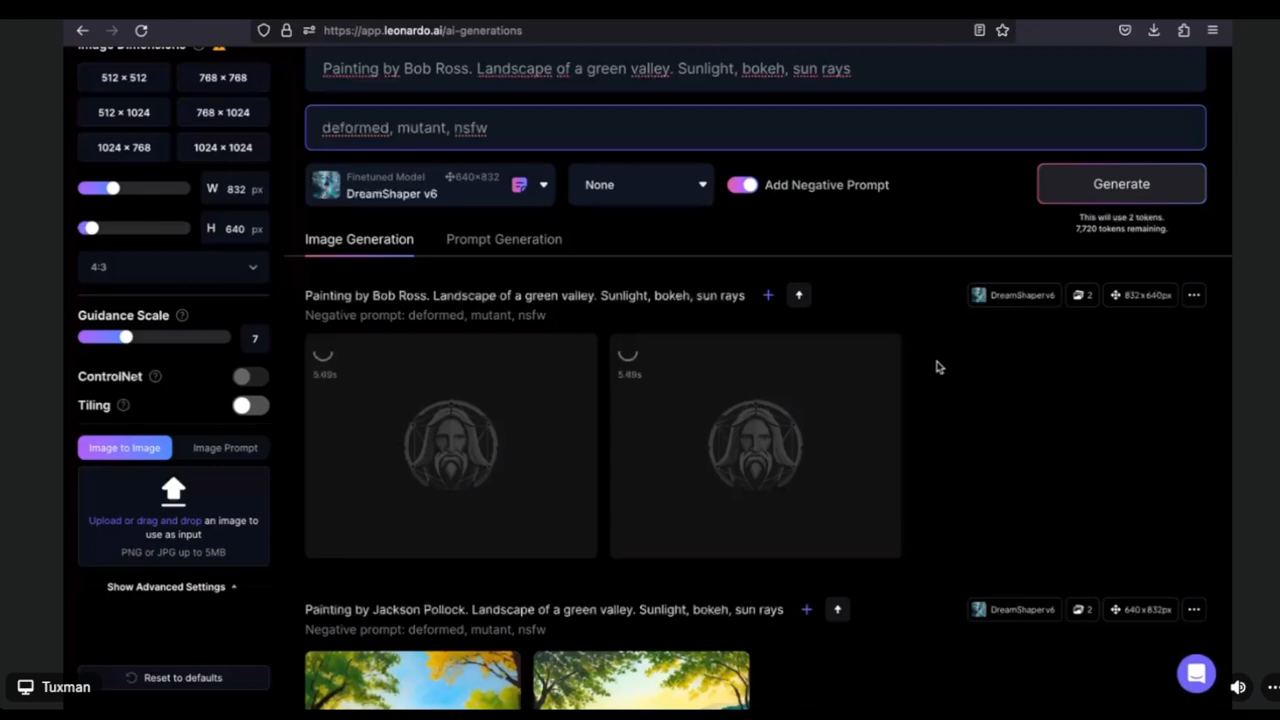 https://app.leonardo.ai/ai-generations
Image Dimensions
512 × 512
768 × 768
512 × 1024
768 × 1024
1024 × 768
1024 × 1024
W 832 px
H 640 px
4:3
Guidance Scale
7
ControlNet
Tiling
Image to Image
Image Prompt
Upload or drag and drop an image to
use as input
PNG or JPG up to 5MB
Show Advanced Settings
Reset to defaults
Painting by Bob Ross. Landscape of a green valley. Sunlight, bokeh, sun rays
deformed, mutant, nsfw
Finetuned Model
640×832
DreamShaper v6
None
Add Negative Prompt
Generate
This will use 2 tokens.
7,720 tokens remaining.
Image Generation
Prompt Generation
Painting by Bob Ross. Landscape of a green valley. Sunlight, bokeh, sun rays
DreamShaper v6
2
832x640px
Negative prompt: deformed, mutant, nsfw
Painting by Jackson Pollock. Landscape of a green valley. Sunlight, bokeh, sun rays
DreamShaper v6
2
640x832px
Negative prompt: deformed, mutant, nsfw
Tuxman